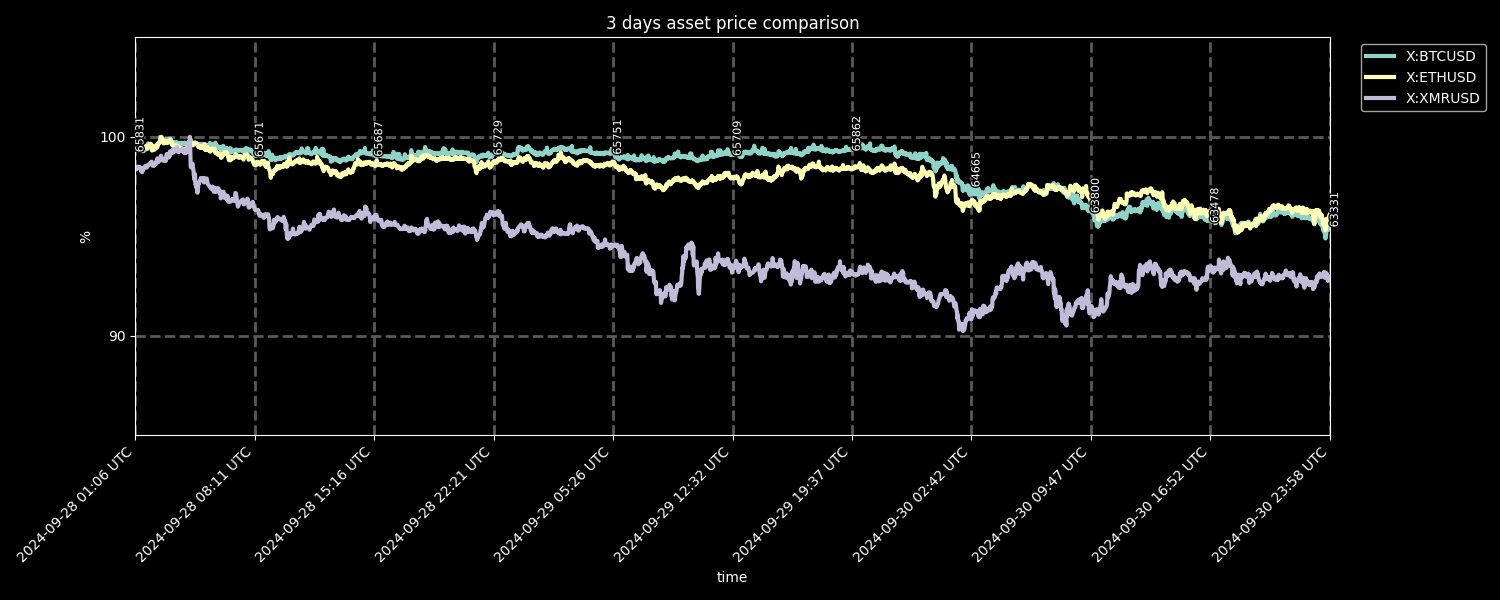 3 days asset price comparison
X:BTCUSD
X:ETHUSD
X:XMRUSD
100
90
%
65831
65671
65687
65729
65751
65709
65862
64665
63800
63478
63331
2024-09-28 01:06 UTC
2024-09-28 08:11 UTC
2024-09-28 15:16 UTC
2024-09-28 22:21 UTC
2024-09-29 05:26 UTC
2024-09-29 12:32 UTC
2024-09-29 19:37 UTC
2024-09-30 02:42 UTC
2024-09-30 09:47 UTC
2024-09-30 16:52 UTC
2024-09-30 23:58 UTC
time